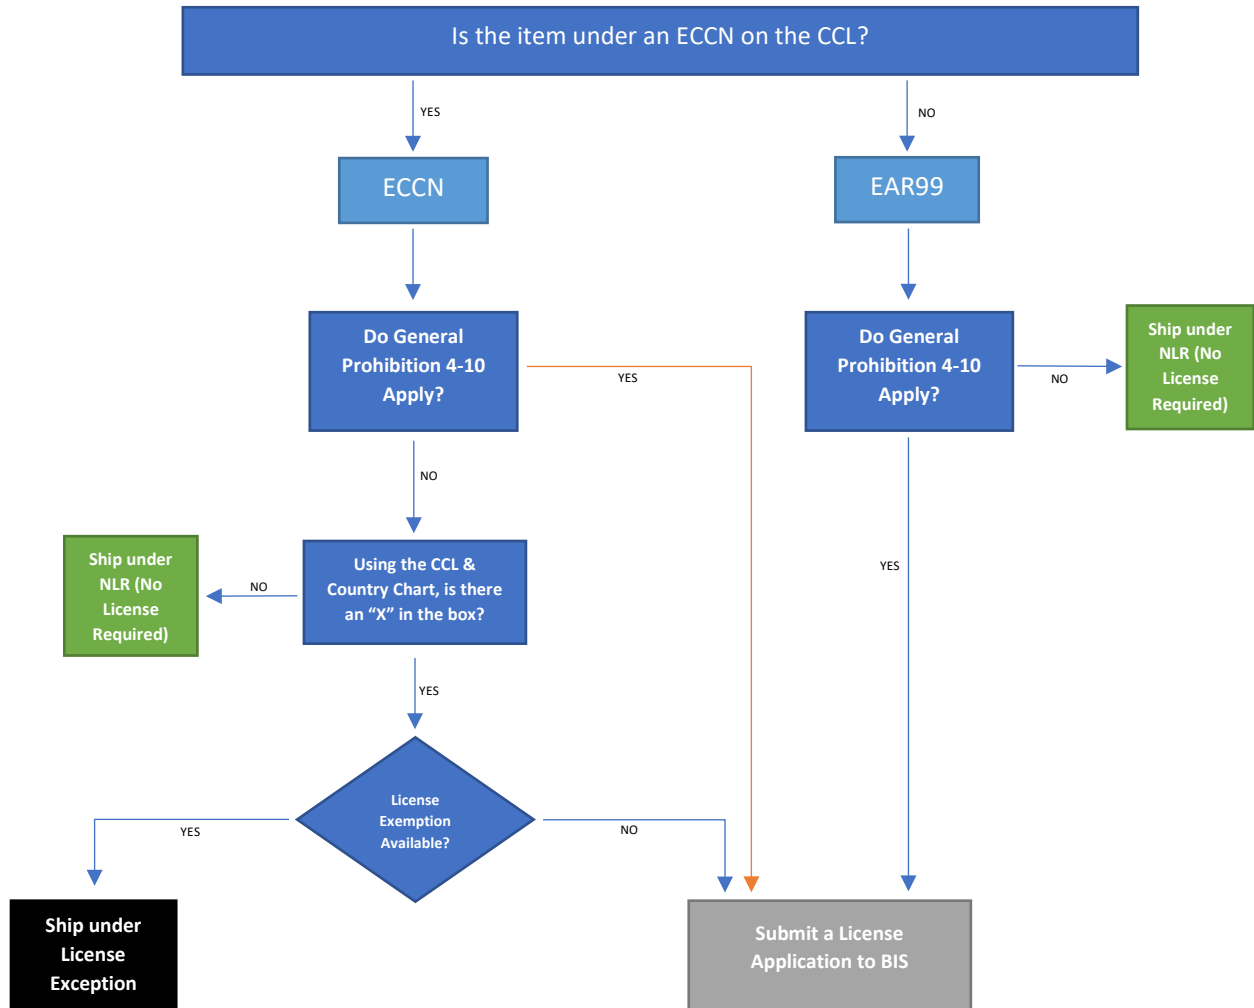 Is the item under an ECCN on the CCL?
YES
NO
ECCN
EAR99
Do General
Prohibition 4-10
Apply?
YES
Do General
Prohibition 4-10
Apply?
NO
Ship under
NLR (No
License
Required)
NO
Ship under
NLR (No
License
Required)
NO
Using the CCL &
Country Chart, is there
an “X” in the box?
YES
YES
License
Exemption
Available?
YES
NO
Ship under
License
Exception
Submit a License
Application to BIS